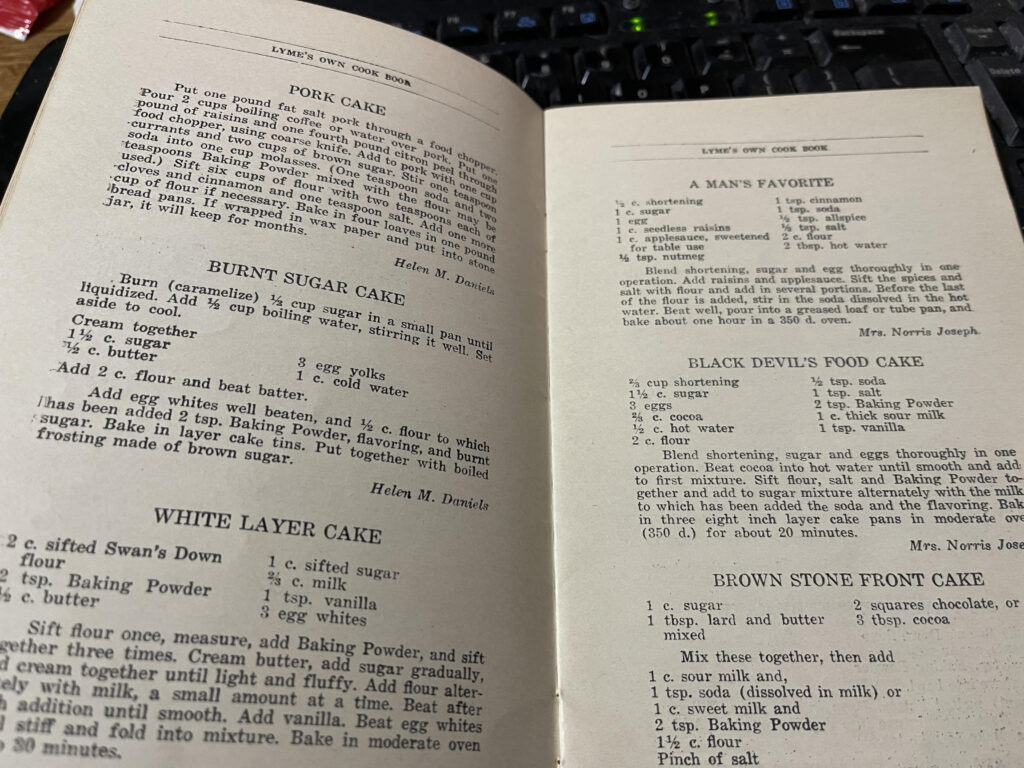 LYME'S OWN COOK BOOK
PORK CAKE
Put one pound fat salt pork through a food chopper.
Pour 2 cups boiling coffee or water over pork. Put one
pound of raisins and one fourth pound citron peel through
food chopper, using coarse knife. Add to pork with one cup
currants and two cups of brown sugar. Stir one teaspoon
soda into one cup molasses. (One teaspoon soda and two
teaspoons Baking Powder mixed with the flour may be
used.) Sift six cups of flour with two teaspoons each of
cloves and cinnamon and one teaspoon salt. Add one more
cup of flour if necessary. Bake in four loaves in one pound
bread pans. If wrapped in wax paper and put into stone
jar, it will keep for months.
Helen M. Daniels
BURNT SUGAR CAKE
Burn (caramelize) ½ cup sugar in a small pan until
liquidized. Add ½ cup boiling water, stirring it well. Set
aside to cool.
Cream together
1½ c. sugar
½ c. butter
3 egg yolks
1 c. cold water
Add 2 c. flour and beat batter.
Add egg whites well beaten, and ½ c. flour to which
has been added 2 tsp. Baking Powder, flavoring, and burnt
sugar. Bake in layer cake tins. Put together with boiled
frosting made of brown sugar.
Helen M. Daniels
WHITE LAYER CAKE
2 c. sifted Swan's Down
flour
2 tsp. Baking Powder
½ c. butter
1 c. sifted sugar
⅔ c. milk
1 tsp. vanilla
3 egg whites
Sift flour once, measure, add Baking Powder, and sift
gether three times. Cream butter, add sugar gradually,
d cream together until light and fluffy. Add flour alter-
ely with milk, a small amount at a time. Beat after
h addition until smooth. Add vanilla. Beat egg whites
l stiff and fold into mixture. Bake in moderate oven
30 minutes.
LYME'S OWN COOK BOOK
A MAN'S FAVORITE
½ c. shortening
1 c. sugar
1 egg
1 c. seedless raisins
1 c. applesauce, sweetened
for table use
½ tsp. nutmeg
1 tsp. cinnamon
1 tsp. soda
½ tsp. allspice
½ tsp. salt
2 c. flour
2 tbsp. hot water
Blend shortening, sugar and egg thoroughly in one
operation. Add raisins and applesauce. Sift the spices and
salt with flour and add in several portions. Before the last
of the flour is added, stir in the soda dissolved in the hot
water. Beat well, pour into a greased loaf or tube pan, and
bake about one hour in a 350 d. oven.
Mrs. Norris Joseph.
BLACK DEVIL'S FOOD CAKE
⅔ cup shortening
1½ c. sugar
3 eggs
⅔ c. cocoa
½ c. hot water
2 c. flour
½ tsp. soda
1 tsp. salt
2 tsp. Baking Powder
1 c. thick sour milk
1 tsp. vanilla
Blend shortening, sugar and eggs thoroughly in one
operation. Beat cocoa into hot water until smooth and add
to first mixture. Sift flour, salt and Baking Powder to-
gether and add to sugar mixture alternately with the milk
to which has been added the soda and the flavoring. Bak
in three eight inch layer cake pans in moderate ove
(350 d.) for about 20 minutes.
Mrs. Norris Jose
BROWN STONE FRONT CAKE
1 c. sugar
1 tbsp. lard and butter
mixed
2 squares chocolate, or
3 tbsp. cocoa
Mix these together, then add
1 c. sour milk and,
1 tsp. soda (dissolved in milk) or
1 c. sweet milk and
2 tsp. Baking Powder
1½ c. flour
Pinch of salt
Backspace
Delete